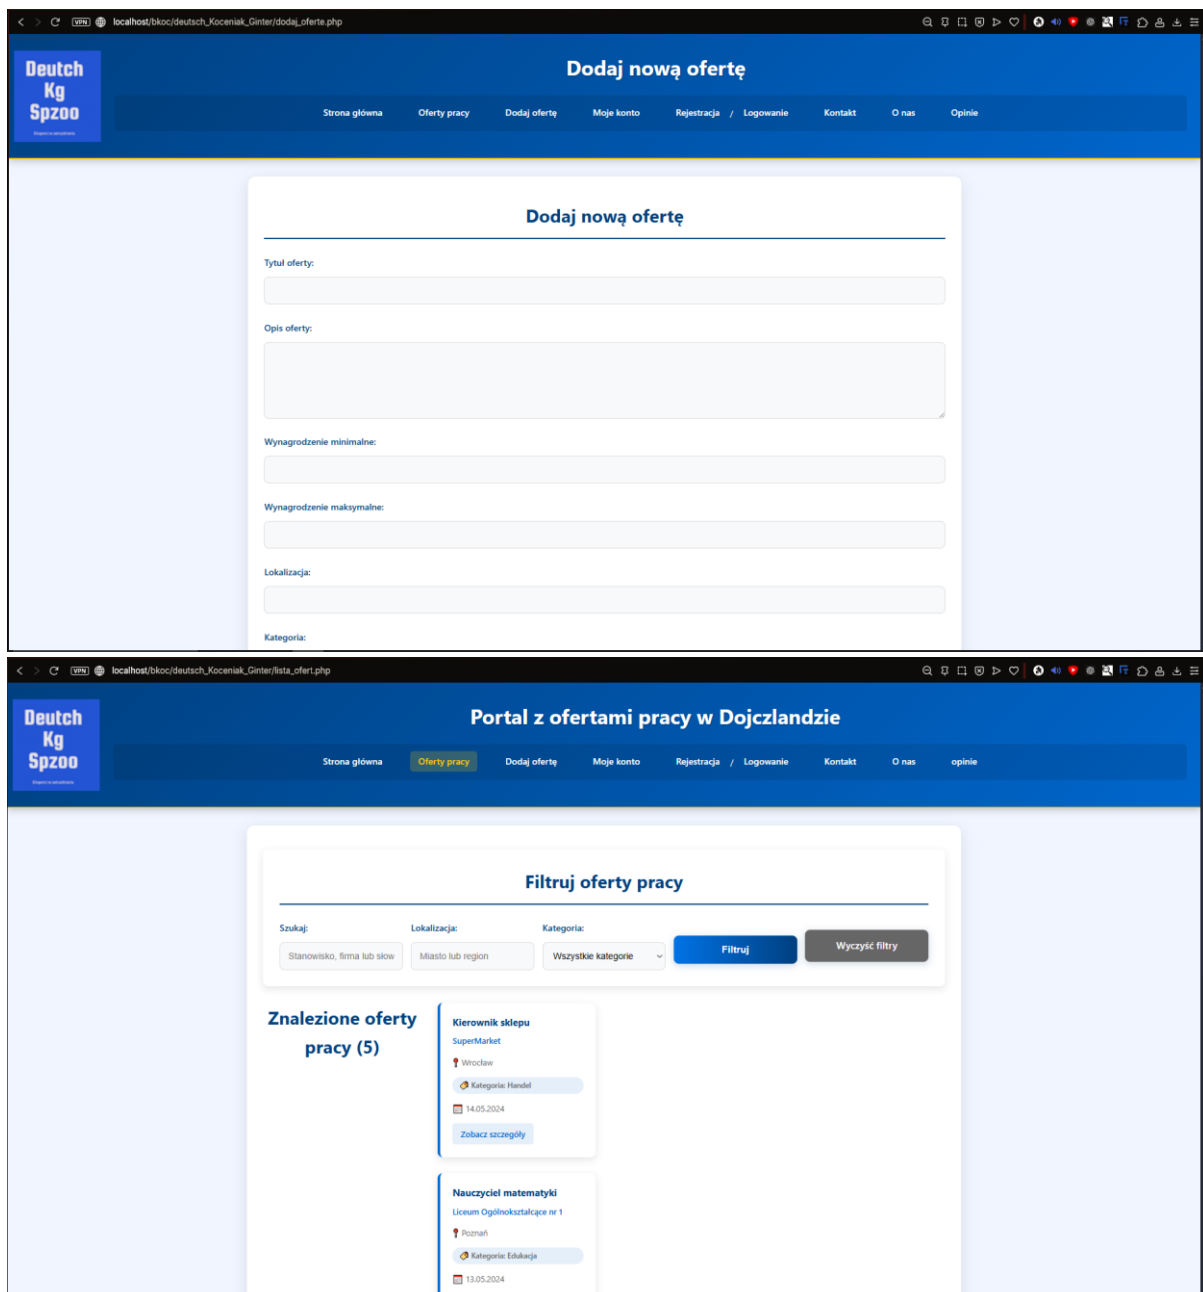 VPN localhost/bkoc/deutsch_Koceniak_Ginter/dodaj_oferte.php
Deutch
Kg
Spzoo
Dodaj nową ofertę
Strona główna Oferty pracy Dodaj ofertę Moje konto Rejestracja / Logowanie Kontakt O nas Opinie
Dodaj nową ofertę
Tytuł oferty:
Opis oferty:
Wynagrodzenie minimalne:
Wynagrodzenie maksymalne:
Lokalizacja:
Kategoria:
VPN localhost/bkoc/deutsch_Koceniak_Ginter/lista_ofert.php
Deutch
Kg
Spzoo
Portal z ofertami pracy w Dojczlandzie
Strona główna Oferty pracy Dodaj ofertę Moje konto Rejestracja / Logowanie Kontakt O nas opinie
Filtruj oferty pracy
Szukaj: Lokalizacja: Kategoria:
Stanowisko, firma lub słow Miasto lub region Wszystkie kategorie Filtruj Wyczyść filtry
Znalezione oferty
pracy (5)
Kierownik sklepu
SuperMarket
Wrocław
Kategoria: Handel
14.05.2024
Zobacz szczegóły
Nauczyciel matematyki
Liceum Ogólnokształcące nr 1
Poznań
Kategoria: Edukacja
13.05.2024